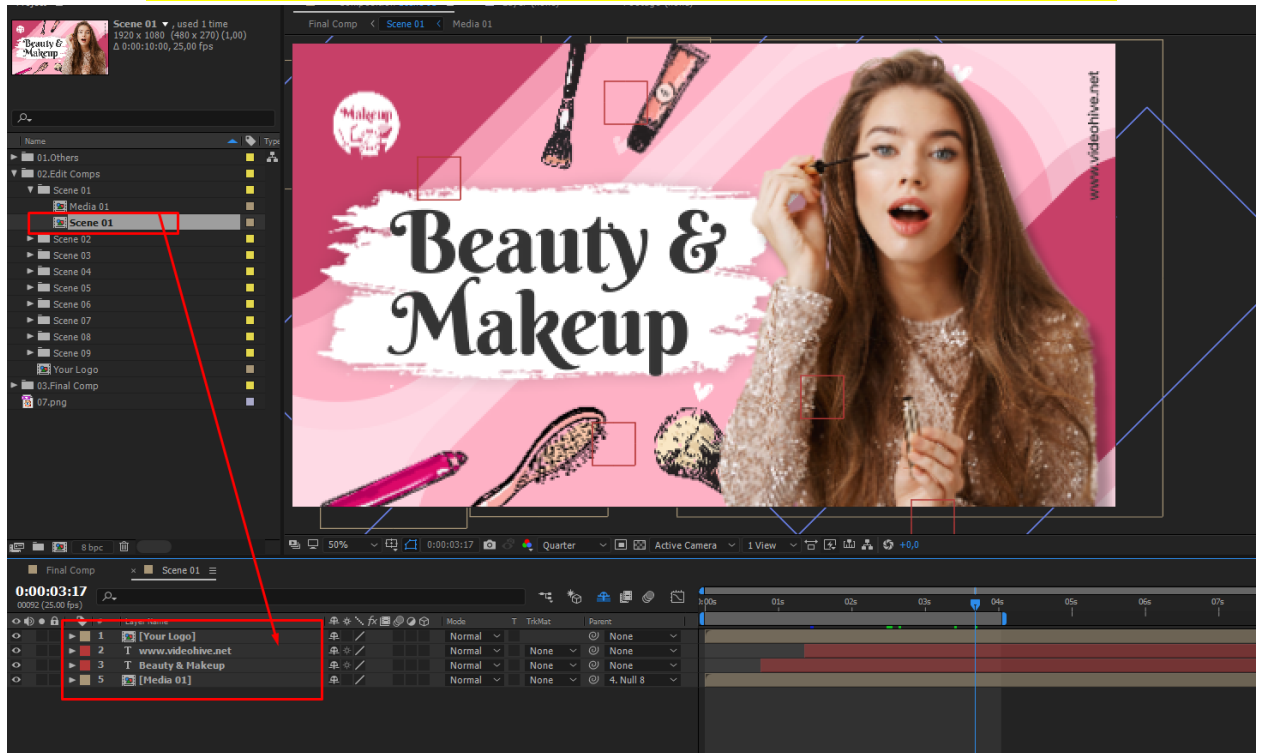 Scene 01 ▼ , used 1 time
1920 x 1080 (480 x 270) (1,00)
Δ 0:00:10:00, 25,00 fps
Final Comp
Scene 01
Media 01
Beauty &
Makeup
Makeup
www.videohive.net
Beauty &
Makeup
Name
Type
01.Others
02.Edit Comps
Scene 01
Media 01
Scene 01
Scene 02
Scene 03
Scene 04
Scene 05
Scene 06
Scene 07
Scene 08
Scene 09
Your Logo
03.Final Comp
07.png
8 bpc
50%
0:00:03:17
Quarter
Active Camera
1 View
+0,0
Final Comp
× Scene 01
0:00:03:17
00092 (25.00 fps)
# Layer Name
Mode
T TrkMat
Parent
1 [Your Logo]
Normal
None
2 T www.videohive.net
Normal
None
None
3 T Beauty & Makeup
Normal
None
None
5 [Media 01]
Normal
None
4. Null 8
01s
02s
03s
04s
05s
06s
07s